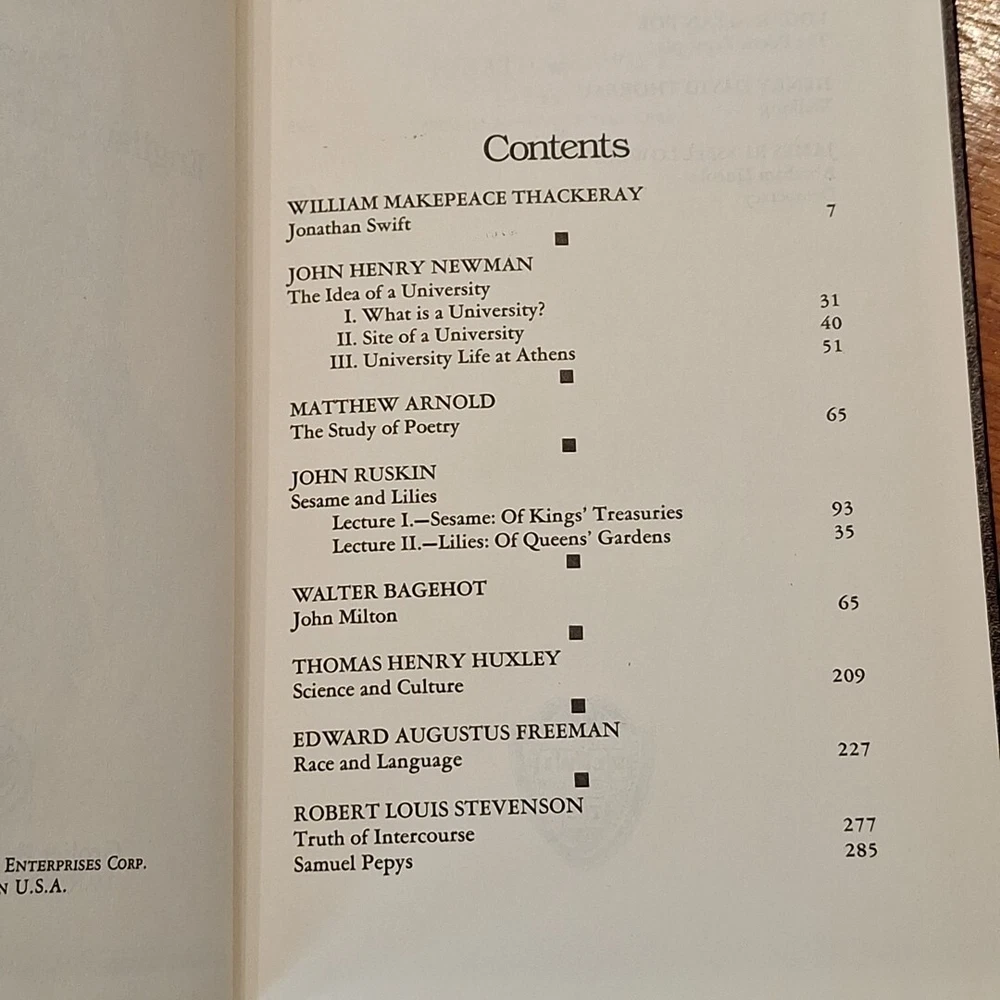 Contents
WILLIAM MAKEPEACE THACKERAY
Jonathan Swift 7
JOHN HENRY NEWMAN
The Idea of a University
I. What is a University? 31
II. Site of a University 40
III. University Life at Athens 51
MATTHEW ARNOLD
The Study of Poetry 65
JOHN RUSKIN
Sesame and Lilies
Lecture I.—Sesame: Of Kings' Treasuries 93
Lecture II.—Lilies: Of Queens' Gardens 35
WALTER BAGEHOT
John Milton 65
THOMAS HENRY HUXLEY
Science and Culture 209
EDWARD AUGUSTUS FREEMAN
Race and Language 227
ROBERT LOUIS STEVENSON
Truth of Intercourse 277
Samuel Pepys 285
ENTERPRISES CORP.
N U.S.A.